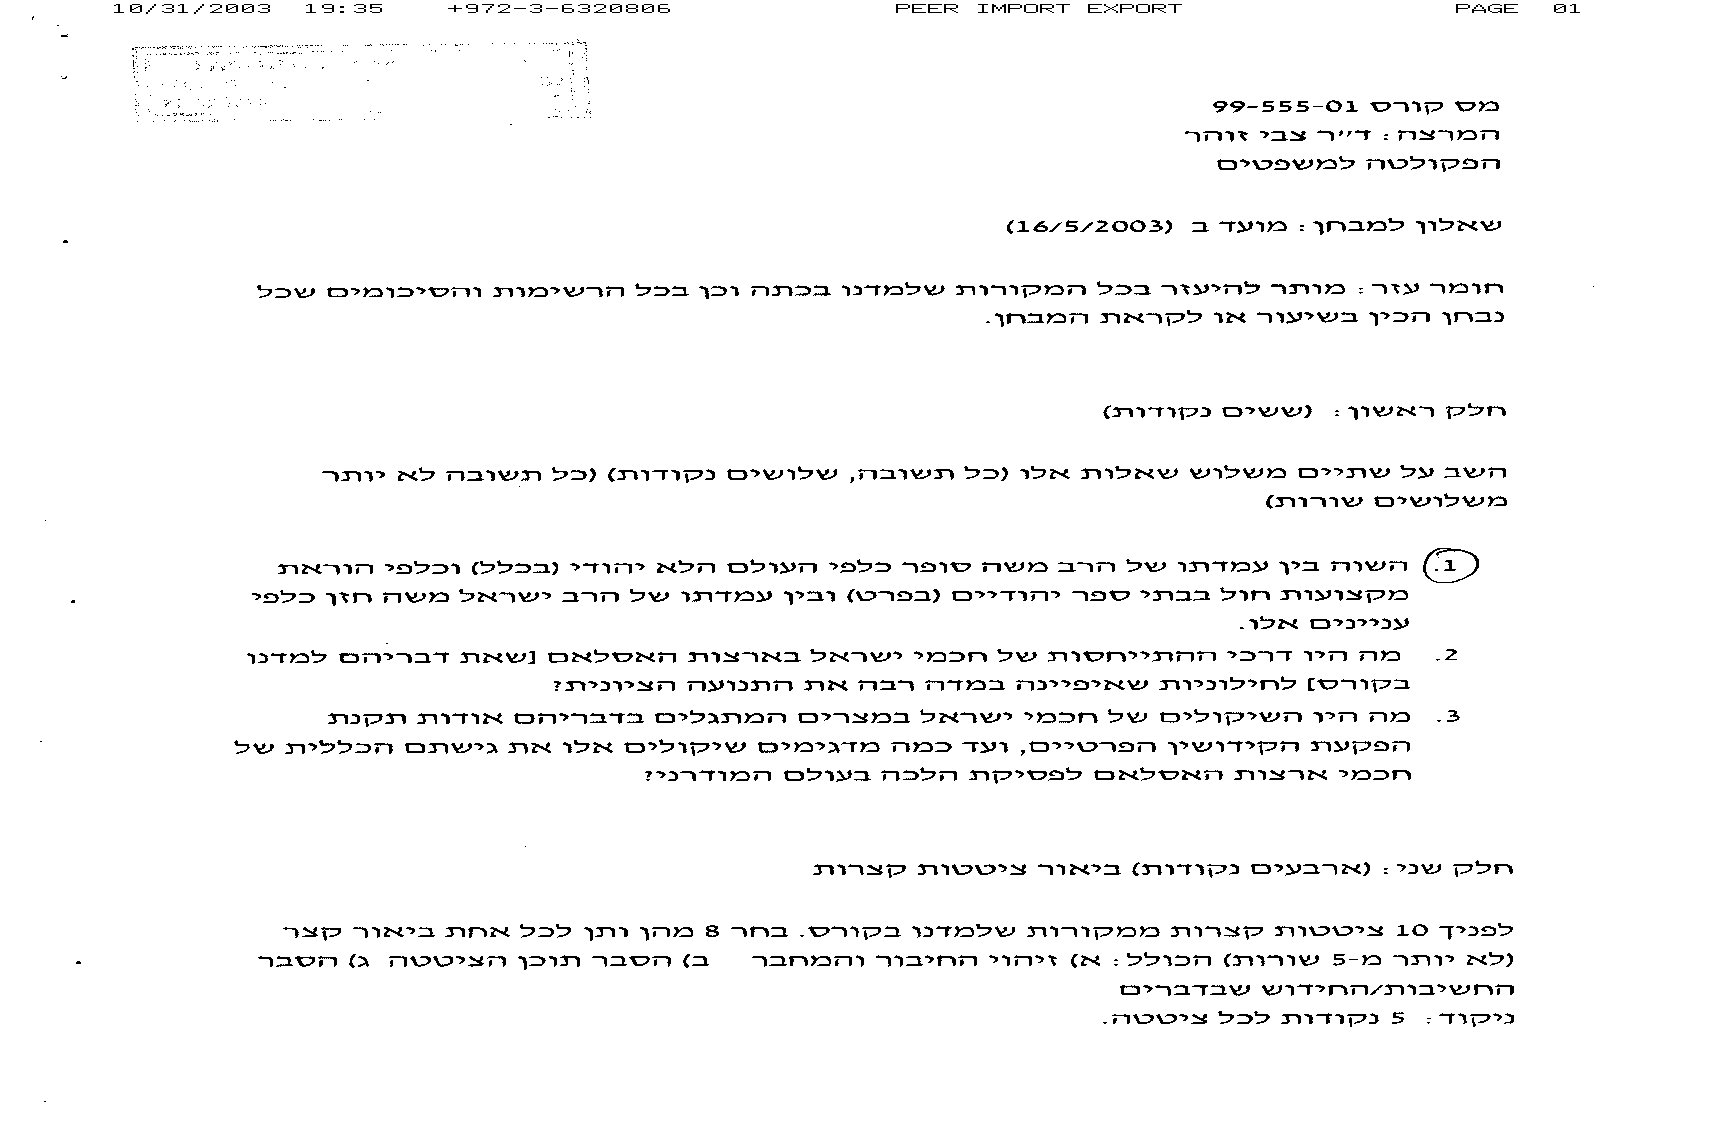 10/31/2003 19:35 +972-3-6320806 PEER IMPORT EXPORT PAGE 01
מס קורס 99-555-01
המרצה: ד"ר צבי זוהר
הפקולטה למשפטים
שאלון למבחן: מועד ב (16/5/2003)
חומר עזר: מותר להיעזר בכל המקורות שלמדנו בכתה וכן בכל הרשימות והסיכומים שכל
נבחן הכין בשיעור או לקראת המבחן.
חלק ראשון: (ששים נקודות)
השב על שתיים משלוש שאלות אלו (כל תשובה, שלושים נקודות) (כל תשובה לא יותר
משלושים שורות)
1. השוה בין עמדתו של הרב משה סופר כלפי העולם הלא יהודי (בכלל) וכלפי הוראת
מקצועות חול בבתי ספר יהודיים (בפרט) ובין עמדתו של הרב ישראל משה חזן כלפי
עניינים אלו.
2. מה היו דרכי ההתייחסות של חכמי ישראל בארצות האסלאם [שאת דבריהם למדנו
בקורס] לחילוניות שאיפיינה במדה רבה את התנועה הציונית?
3. מה היו השיקולים של חכמי ישראל במצרים המתגלים בדבריהם אודות תקנת
הפקעת הקידושין הפרטיים, ועד כמה מדגימים שיקולים אלו את גישתם הכללית של
חכמי ארצות האסלאם לפסיקת הלכה בעולם המודרני?
חלק שני: (ארבעים נקודות) ביאור ציטטות קצרות
לפניך 10 ציטטות קצרות ממקורות שלמדנו בקורס. בחר 8 מהן ותן לכל אחת ביאור קצר
(לא יותר מ-5 שורות) הכולל: א) זיהוי החיבור והמחבר ב) הסבר תוכן הציטטה ג) הסבר
החשיבות/החידוש שבדברים
ניקוד: 5 נקודות לכל ציטטה.